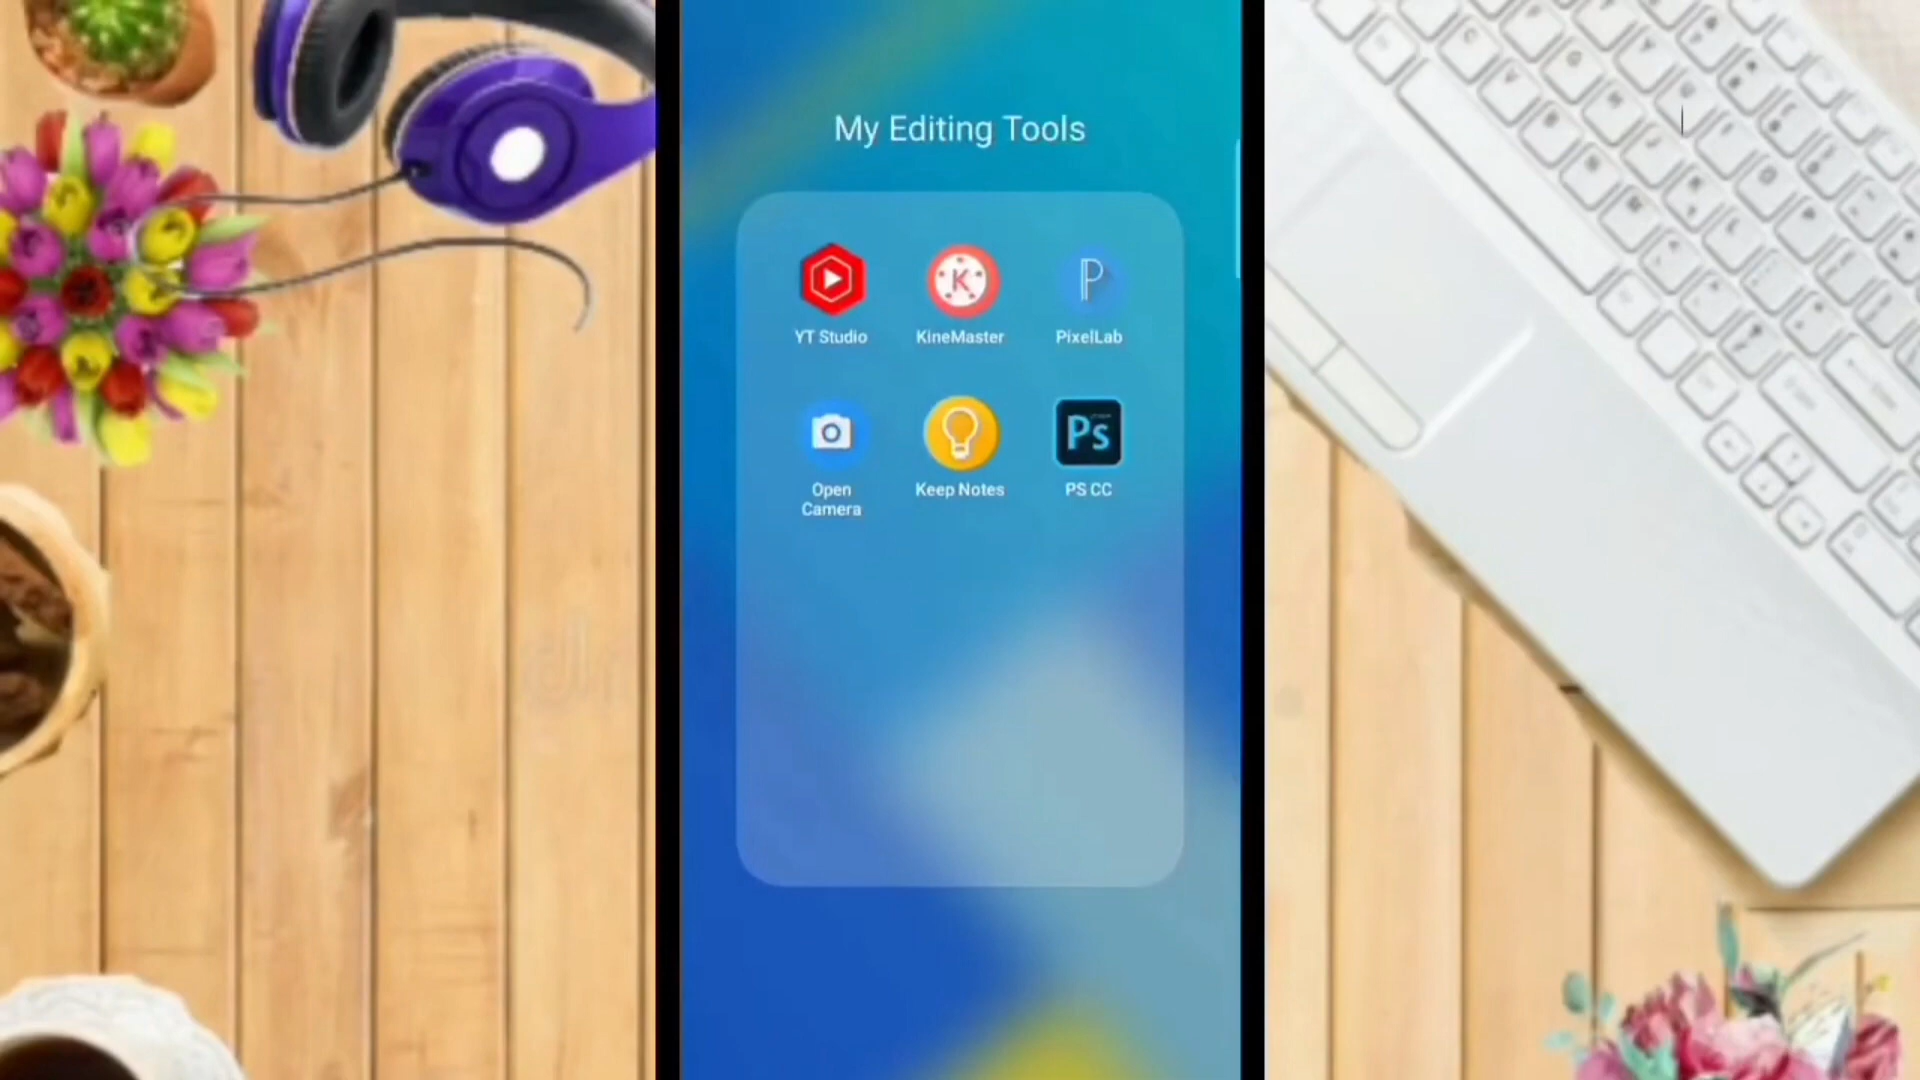 My Editing Tools
YT Studio
KineMaster
PixelLab
Open
Camera
Keep Notes
Ps
PS CC